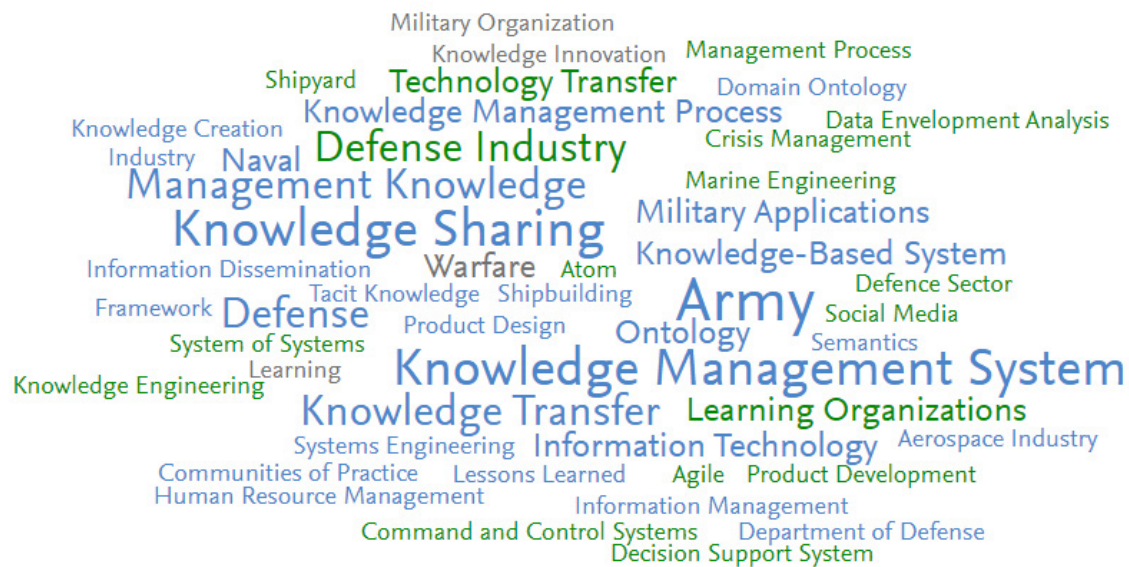 Military Organization
Knowledge Innovation
Management Process
Shipyard
Technology Transfer
Domain Ontology
Knowledge Management Process
Data Envelopment Analysis
Knowledge Creation
Crisis Management
Industry
Naval
Defense Industry
Management Knowledge
Marine Engineering
Military Applications
Knowledge Sharing
Knowledge-Based System
Information Dissemination
Warfare
Atom
Defence Sector
Tacit Knowledge
Shipbuilding
Army
Framework
Defense
Social Media
Product Design
Ontology
Semantics
System of Systems
Learning
Knowledge Management System
Knowledge Engineering
Knowledge Transfer
Learning Organizations
Systems Engineering
Information Technology
Aerospace Industry
Communities of Practice
Lessons Learned
Agile
Product Development
Human Resource Management
Information Management
Command and Control Systems
Department of Defense
Decision Support System